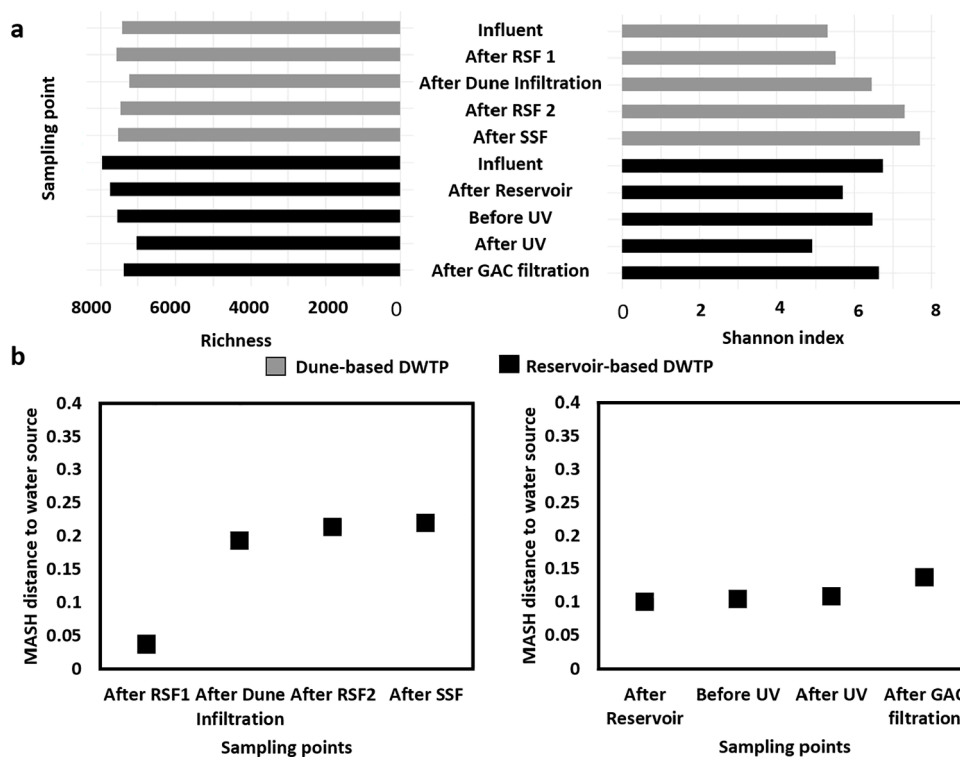 a
Sampling point
Influent
After RSF 1
After Dune Infiltration
After RSF 2
After SSF
Influent
After Reservoir
Before UV
After UV
After GAC filtration
8000 6000 4000 2000 0
Richness
0 2 4 6 8
Shannon index
b
Dune-based DWTP
Reservoir-based DWTP
MASH distance to water source
0.4
0.35
0.3
0.25
0.2
0.15
0.1
0.05
0
After RSF1 After Dune After RSF2 After SSF
Infiltration
Sampling points
MASH distance to water source
0.4
0.35
0.3
0.25
0.2
0.15
0.1
0.05
0
After Before UV After UV After GAC
Reservoir filtration
Sampling points